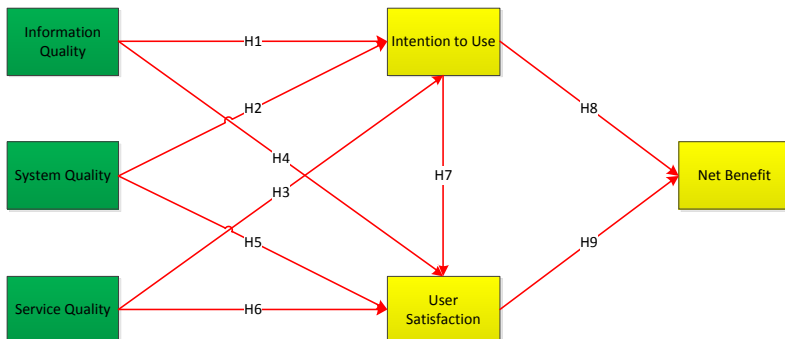 Information
Quality
H1
Intention to Use
H2
H8
System Quality
H4
H3
H7
Net Benefit
H5
H9
Service Quality
H6
User
Satisfaction